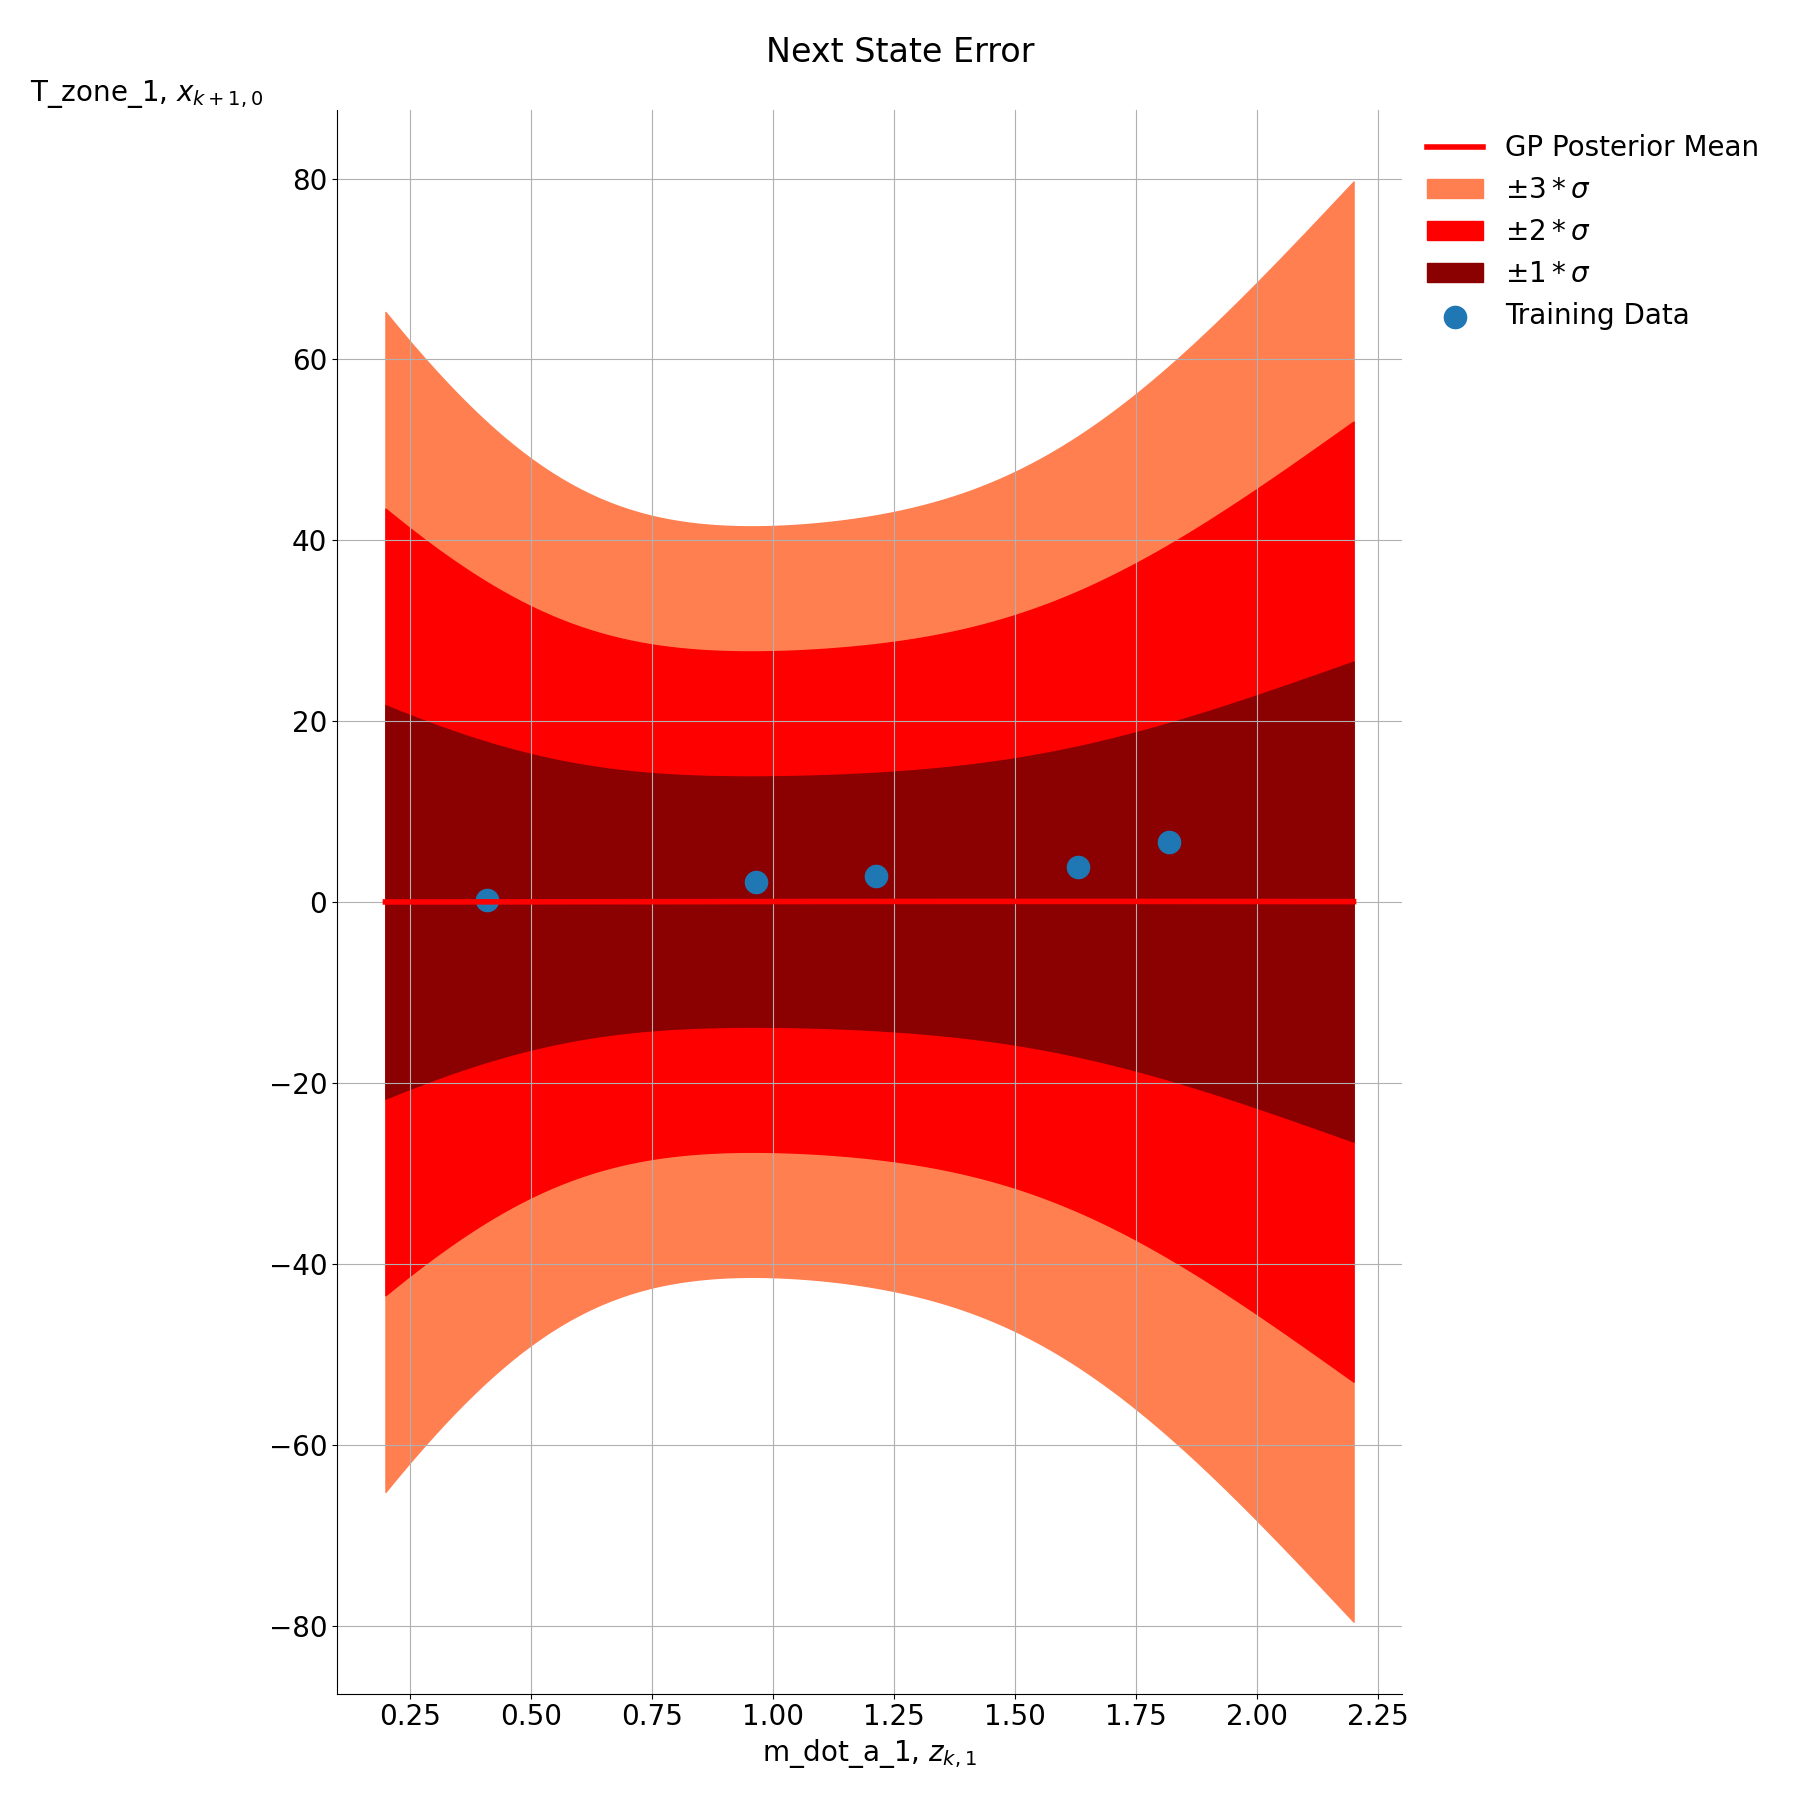 Next State Error
T_zone_1, x_{k+1,0}
GP Posterior Mean
±3∗σ
±2∗σ
±1∗σ
Training Data
80
60
40
20
0
−20
−40
−60
−80
0.25 0.50 0.75 1.00 1.25 1.50 1.75 2.00 2.25
m_dot_a_1, z_{k,1}